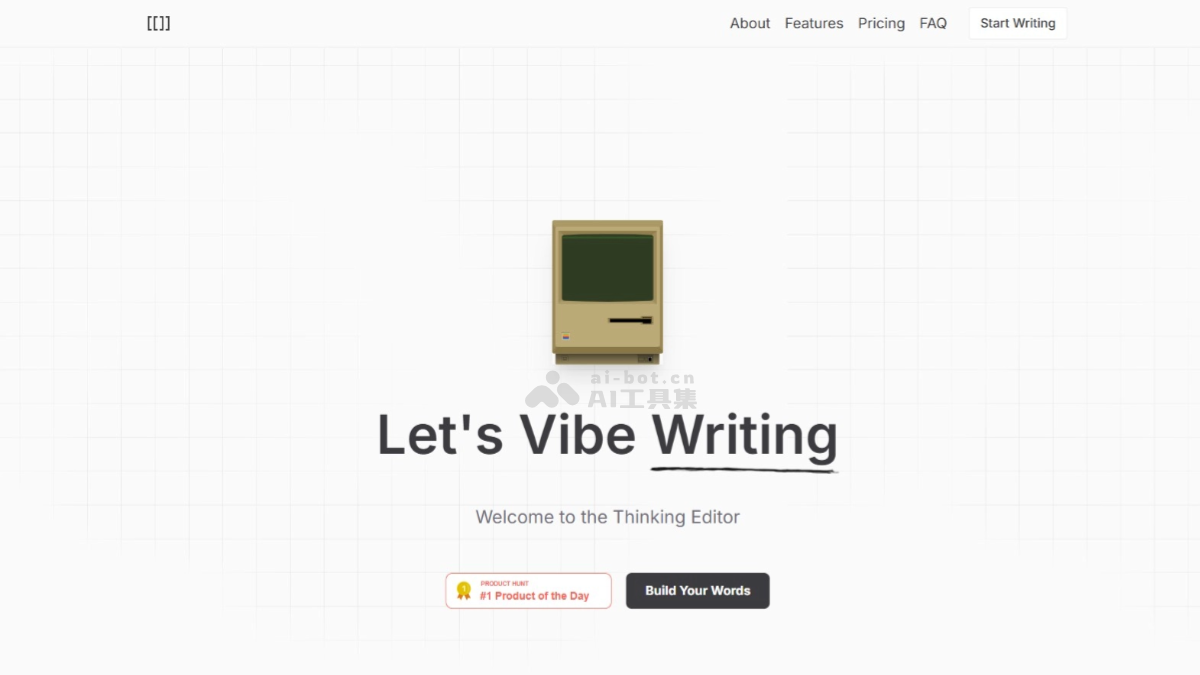 [[]]
About Features Pricing FAQ Start Writing
ai-bot.cn
AI工具集
Let's Vibe Writing
Welcome to the Thinking Editor
1
PRODUCT HUNT
#1 Product of the Day
Build Your Words